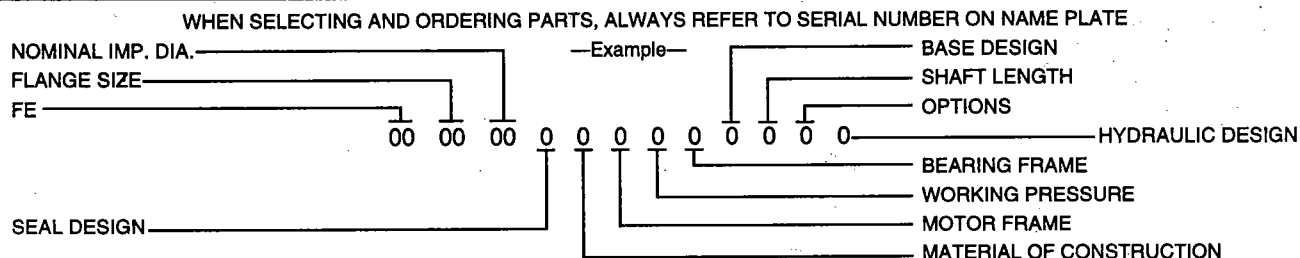 WHEN SELECTING AND ORDERING PARTS, ALWAYS REFER TO SERIAL NUMBER ON NAME PLATE
NOMINAL IMP. DIA.
—Example—
BASE DESIGN
FLANGE SIZE
SHAFT LENGTH
FE
OPTIONS
00 00 00 0 0 0 0 0 0 0 0 0
HYDRAULIC DESIGN
BEARING FRAME
WORKING PRESSURE
SEAL DESIGN
MOTOR FRAME
MATERIAL OF CONSTRUCTION